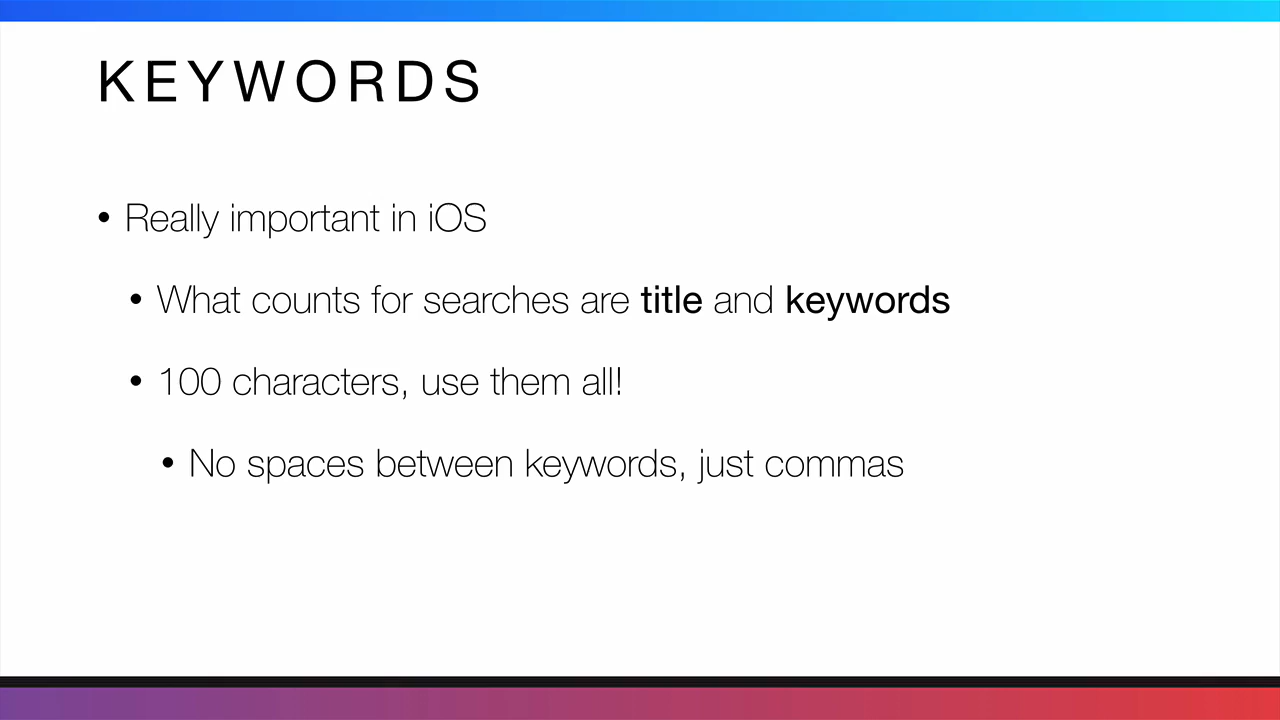 KEYWORDS
• Really important in iOS
• What counts for searches are title and keywords
• 100 characters, use them all!
• No spaces between keywords, just commas